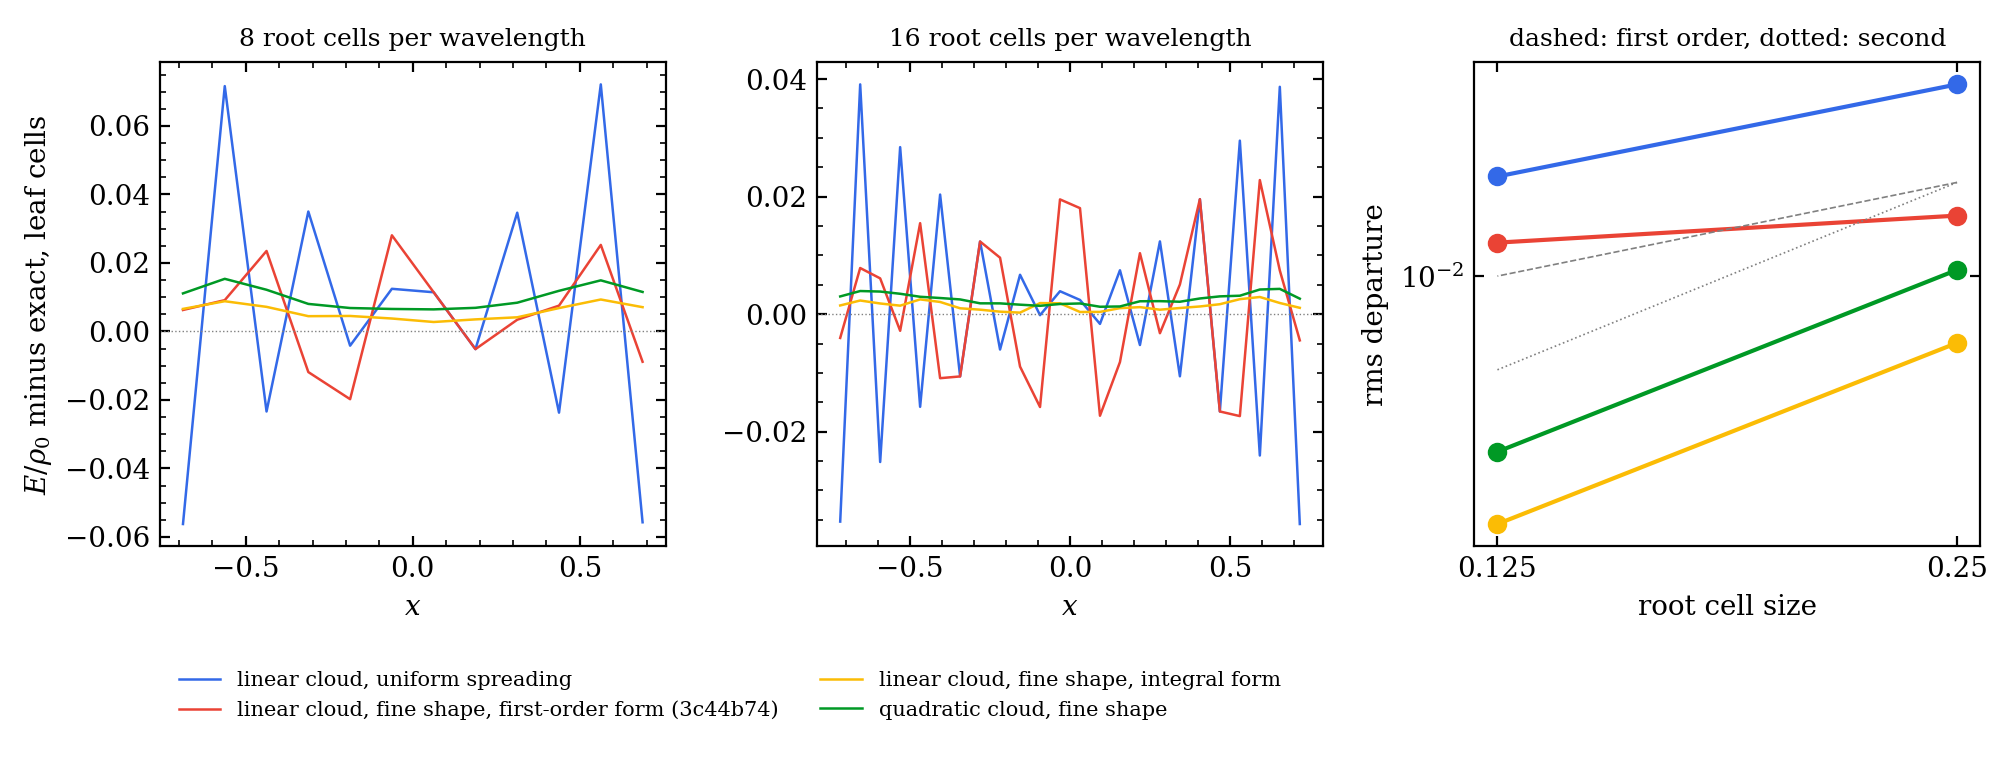 8 root cells per wavelength
16 root cells per wavelength
dashed: first order, dotted: second
E/ρ₀ minus exact, leaf cells
0.06
0.04
0.02
0.00
−0.02
−0.04
−0.06
−0.5
0.0
0.5
x
0.04
0.02
0.00
−0.02
−0.5
0.0
0.5
x
rms departure
10⁻²
0.125
0.25
root cell size
linear cloud, uniform spreading
linear cloud, fine shape, first-order form (3c44b74)
linear cloud, fine shape, integral form
quadratic cloud, fine shape